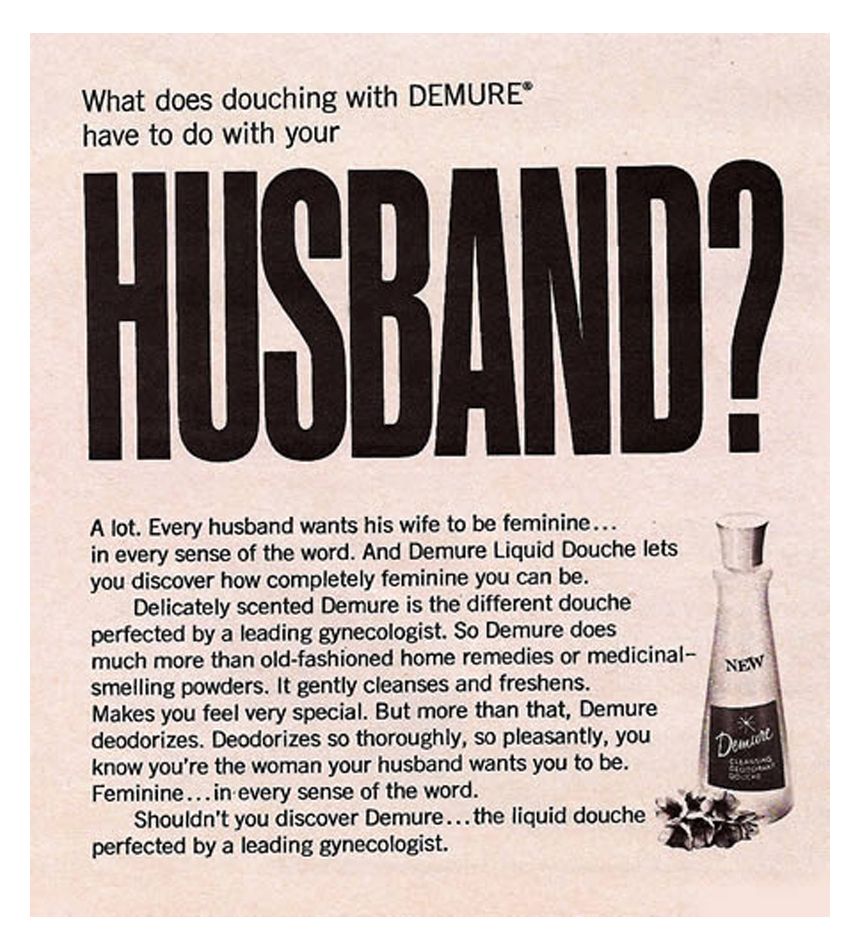 What does douching with DEMURE®
have to do with your
HUSBAND?
A lot. Every husband wants his wife to be feminine...
in every sense of the word. And Demure Liquid Douche lets
you discover how completely feminine you can be.
Delicately scented Demure is the different douche
perfected by a leading gynecologist. So Demure does
much more than old-fashioned home remedies or medicinal-
smelling powders. It gently cleanses and freshens.
Makes you feel very special. But more than that, Demure
deodorizes. Deodorizes so thoroughly, so pleasantly, you
know you're the woman your husband wants you to be.
Feminine...in every sense of the word.
Shouldn't you discover Demure...the liquid douche
perfected by a leading gynecologist.
NEW
Demure
CLEANSING
DEODORANT
DOUCHE